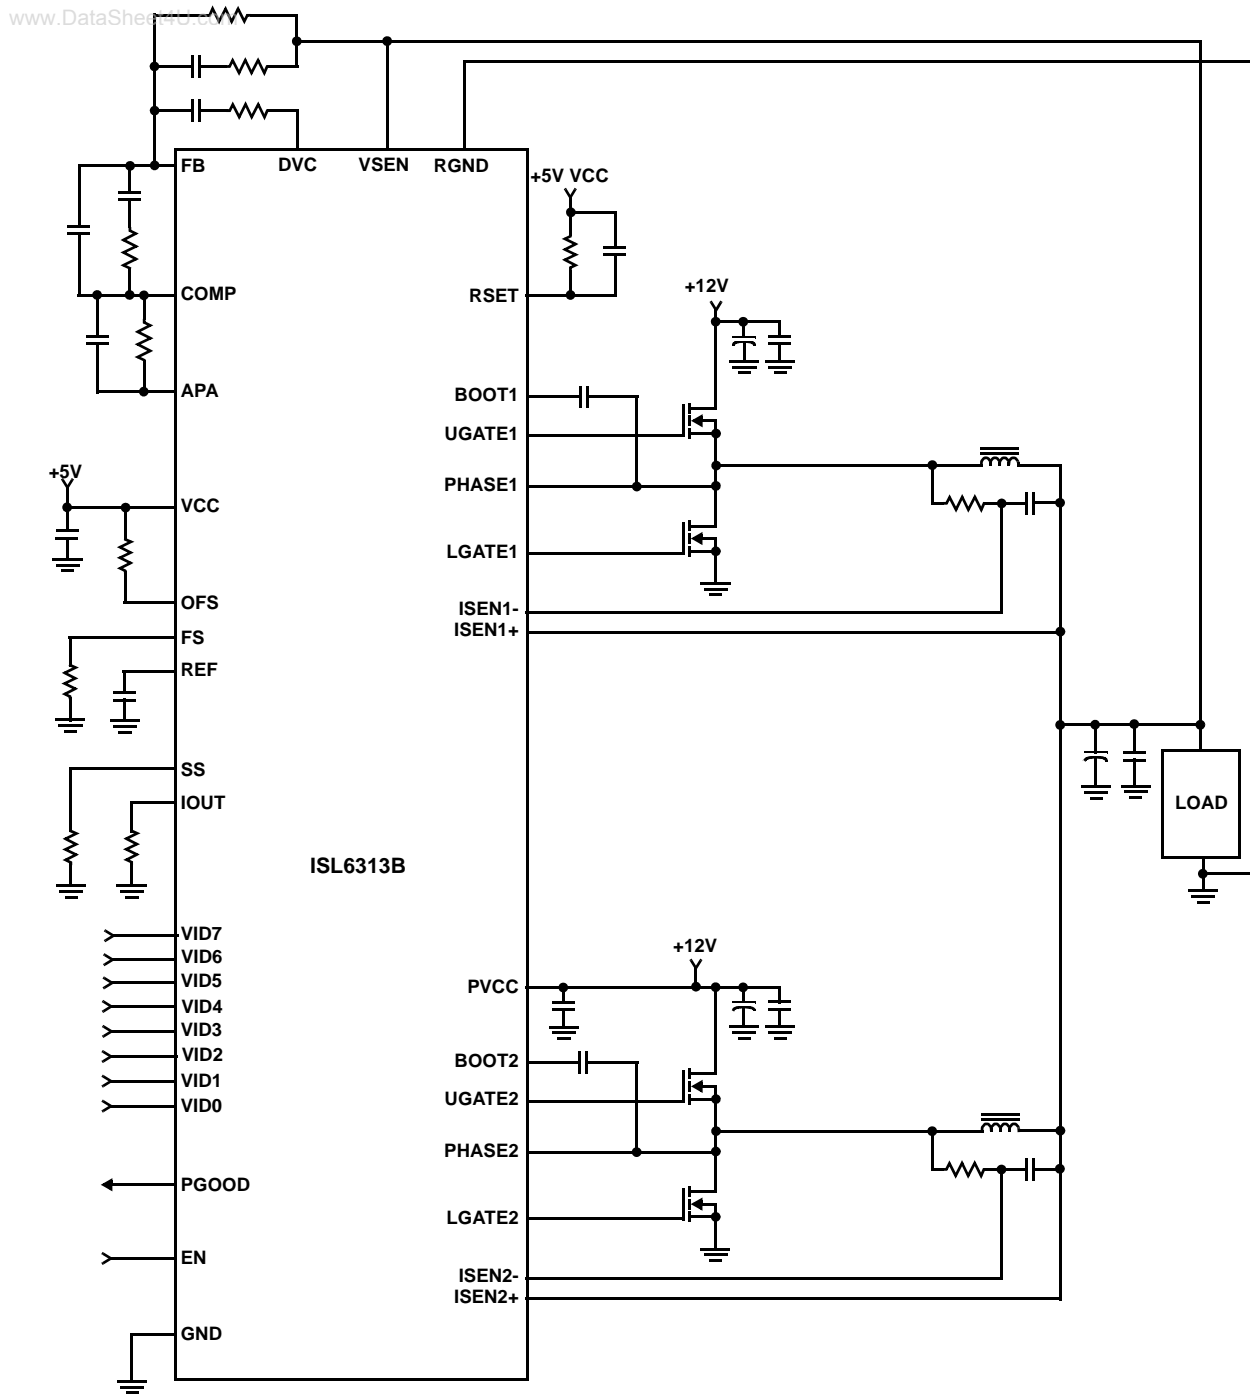 www.DataSheet4U.com
FB
DVC
VSEN
RGND
+5V VCC
COMP
RSET
+12V
APA
BOOT1
UGATE1
+5V
VCC
PHASE1
LGATE1
OFS
ISEN1-
ISEN1+
FS
REF
SS
IOUT
LOAD
ISL6313B
VID7
VID6
VID5
VID4
VID3
VID2
VID1
VID0
+12V
PVCC
BOOT2
UGATE2
PHASE2
PGOOD
LGATE2
EN
ISEN2-
ISEN2+
GND